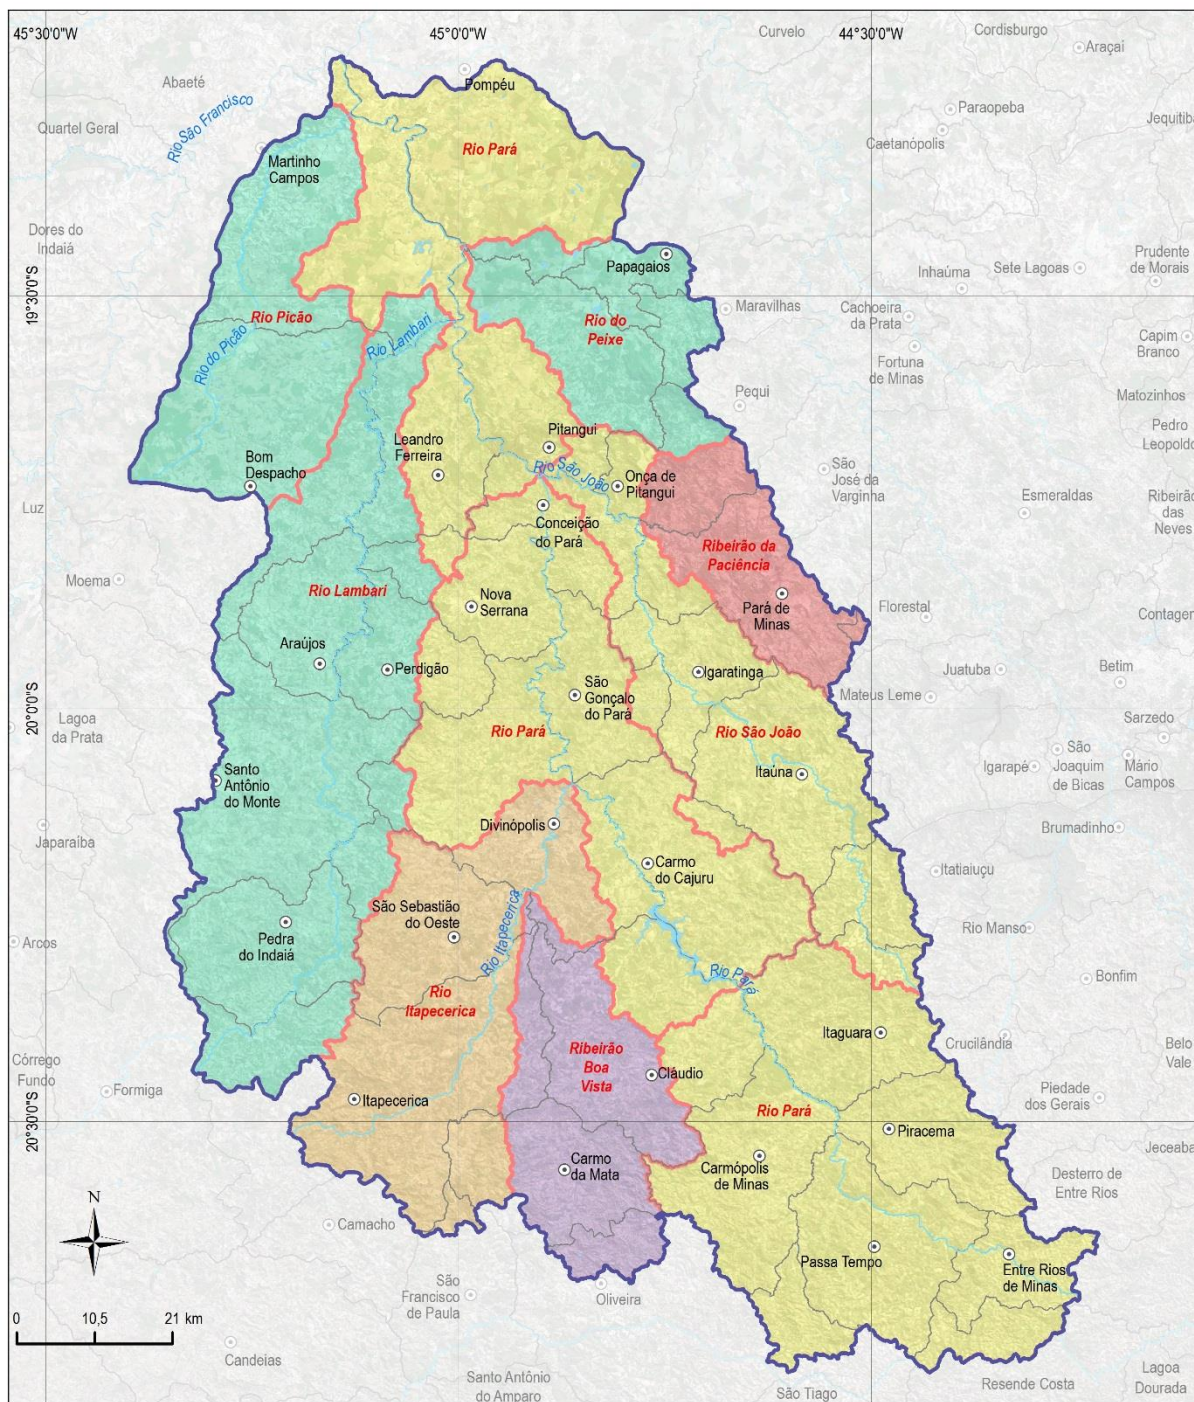 45°30'0"W
45°0'0"W
44°30'0"W
Curvelo
Cordisburgo
Araçaí
Abaeté
Pompéu
Paraopeba
Rio São Francisco
Quartel Geral
Jequitiba
Caetanópolis
Rio Pará
Martinho
Campos
Dores do
Indaiá
Papagaios
Prudente
de Morais
Sete Lagoas
Inhaúma
19°30'0"S
Maravilhas
Cachoeira
da Prata
Rio Picão
Rio do
Peixe
Rio do Picão
Rio Lambari
Capim
Branco
Fortuna
de Minas
Pequi
Matozinhos
Pedro
Leopoldo
Leandro
Ferreira
Pitangui
Bom
Despacho
Rio São João
Onça de
Pitangui
São
José da
Varginha
Esmeraldas
Ribeirão
das
Neves
Luz
Conceição
do Pará
Ribeirão da
Paciência
Moema
Rio Lambari
Nova
Serrana
Pará de
Minas
Florestal
Contagem
Araújos
Perdigão
Igaratinga
Juatuba
Betim
São
Gonçalo
do Pará
Mateus Leme
20°0'0"S
Lagoa
da Prata
Rio Pará
Rio São João
Sarzedo
Santo
Antônio
do Monte
Itaúna
Igarapé
São
Joaquim
de Bicas
Mário
Campos
Japaraíba
Divinópolis
Brumadinho
Carmo
do Cajuru
Itatiaiuçu
São Sebastião
do Oeste
Rio Itapecerica
Arcos
Pedra
do Indaiá
Rio Manso
Rio Pará
Bonfim
Rio
Itapecerica
Itaguara
Crucilândia
Belo
Vale
Córrego
Fundo
Formiga
Ribeirão
Boa
Vista
Cláudio
Piedade
dos Gerais
Itapecerica
Rio Pará
20°30'0"S
Piracema
Jeceaba
Carmo
da Mata
Carmópolis
de Minas
Desterro de
Entre Rios
N
Camacho
Passa Tempo
Entre Rios
de Minas
São
Francisco
de Paula
Oliveira
0 10,5 21 km
Candeias
Santo Antônio
do Amparo
São Tiago
Resende Costa
Lagoa
Dourada